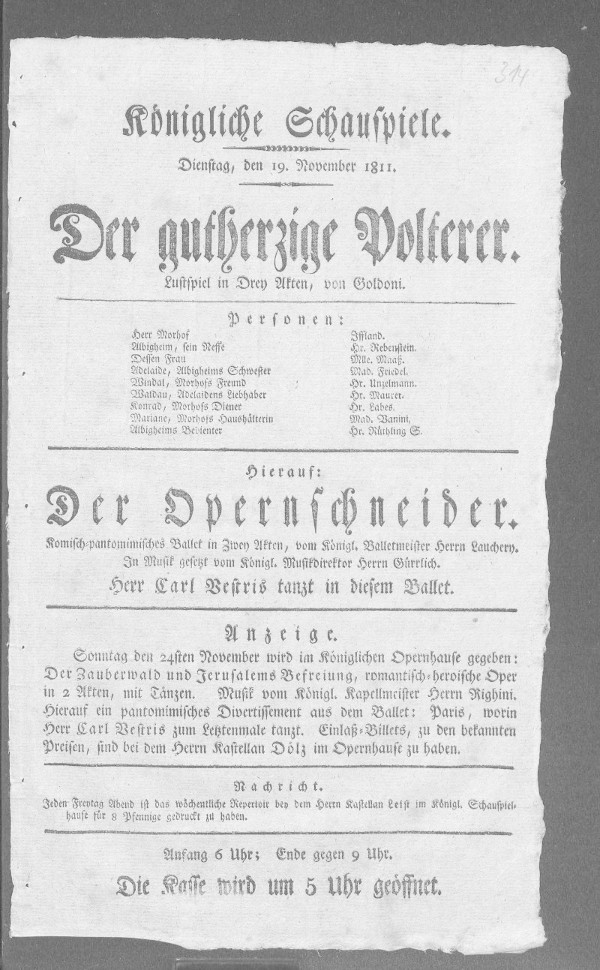 314
Königliche Schauspiele.
Dienstag, den 19. November 1811.
Der gutherzige Polterer.
Lustspiel in Drey Akten, von Goldoni.
Personen:
Herr Morhof Iffland.
Albigheim, sein Neffe Hr. Rebenstein.
Dessen Frau Mlle. Maaß.
Adelaide, Albigheims Schwester Mad. Friedel.
Windal, Morhofs Freund Hr. Unzelmann.
Waldau, Adelaidens Liebhaber Hr. Maurer.
Konrad, Morhofs Diener Hr. Labes.
Mariane, Morhofs Haushälterin Mad. Vanini.
Albigheims Bedienter Hr. Rüthling S.
Hierauf:
Der Opernschneider.
Komisch-pantomimisches Ballet in Zwey Akten, vom Königl. Balletmeister Herrn Lauchery.
In Musik gesetzt vom Königl. Musikdirektor Herrn Gürrlich.
Herr Carl Vestris tanzt in diesem Ballet.
Anzeige.
Sonntag den 24sten November wird im Königlichen Opernhause gegeben:
Der Zauberwald und Jerusalems Befreiung, romantisch-heroische Oper
in 2 Akten, mit Tänzen. Musik vom Königl. Kapellmeister Herrn Righini.
Hierauf ein pantomimisches Divertissement aus dem Ballet: Paris, worin
Herr Carl Vestris zum Letztenmale tanzt. Einlaß-Billets, zu den bekannten
Preisen, sind bei dem Herrn Kastellan Dölz im Opernhause zu haben.
Nachricht.
Jeden Freytag Abend ist das wöchentliche Repertoir bey dem Herrn Kastellan Leist im Königl. Schauspiel-
hause für 8 Pfennige gedruckt zu haben.
Anfang 6 Uhr; Ende gegen 9 Uhr.
Die Kasse wird um 5 Uhr geöffnet.